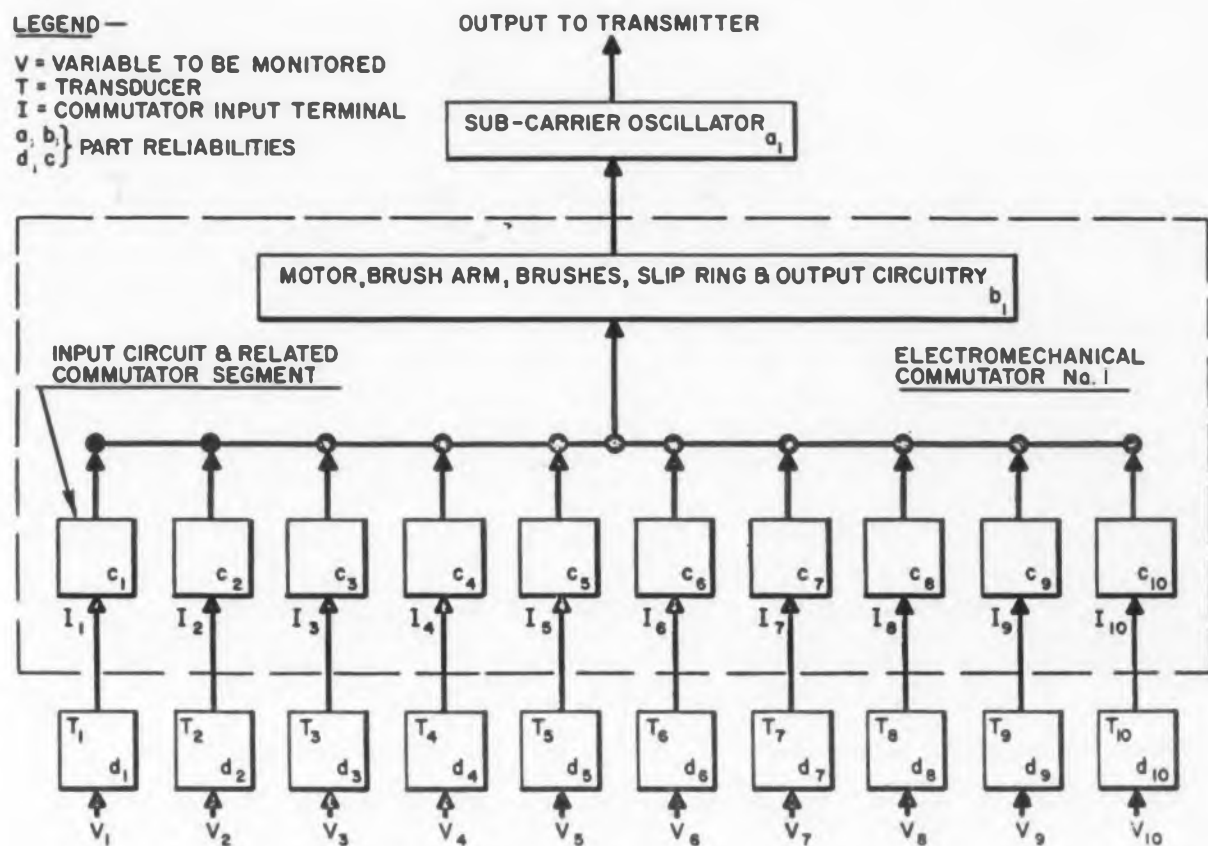 LEGEND —
V = VARIABLE TO BE MONITORED
T = TRANSDUCER
I = COMMUTATOR INPUT TERMINAL
a, b,
d, c } PART RELIABILITIES
OUTPUT TO TRANSMITTER
SUB-CARRIER OSCILLATOR a₁
MOTOR, BRUSH ARM, BRUSHES, SLIP RING & OUTPUT CIRCUITRY b₁
INPUT CIRCUIT & RELATED
COMMUTATOR SEGMENT
ELECTROMECHANICAL
COMMUTATOR No. 1
c₁ c₂ c₃ c₄ c₅ c₆ c₇ c₈ c₉ c₁₀
I₁ I₂ I₃ I₄ I₅ I₆ I₇ I₈ I₉ I₁₀
T₁ T₂ T₃ T₄ T₅ T₆ T₇ T₈ T₉ T₁₀
d₁ d₂ d₃ d₄ d₅ d₆ d₇ d₈ d₉ d₁₀
V₁ V₂ V₃ V₄ V₅ V₆ V₇ V₈ V₉ V₁₀